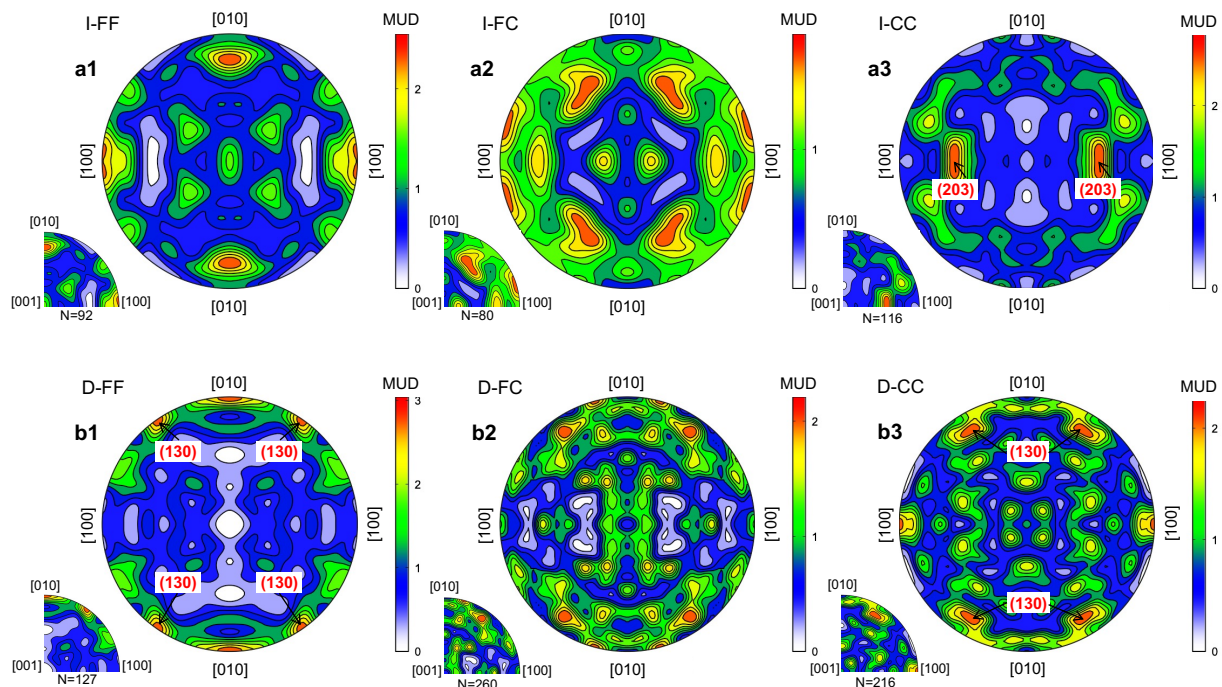 I-FF
[010]
MUD
a1
2
1
0
[100]
[100]
[010]
[010]
[001]
[100]
N=92
I-FC
[010]
MUD
a2
2
1
0
[100]
[100]
[010]
[010]
[001]
[100]
N=80
I-CC
[010]
MUD
a3
2
1
0
[100]
[100]
(203)
(203)
[010]
[010]
[001]
[100]
N=116
D-FF
[010]
MUD
b1
3
2
1
0
(130)
(130)
[100]
[100]
(130)
(130)
[010]
[010]
[001]
[100]
N=127
D-FC
[010]
MUD
b2
2
1
0
[100]
[100]
[010]
[010]
[001]
[100]
N=260
D-CC
[010]
MUD
b3
2
1
0
(130)
(130)
[100]
[100]
(130)
[010]
[010]
[001]
[100]
N=216